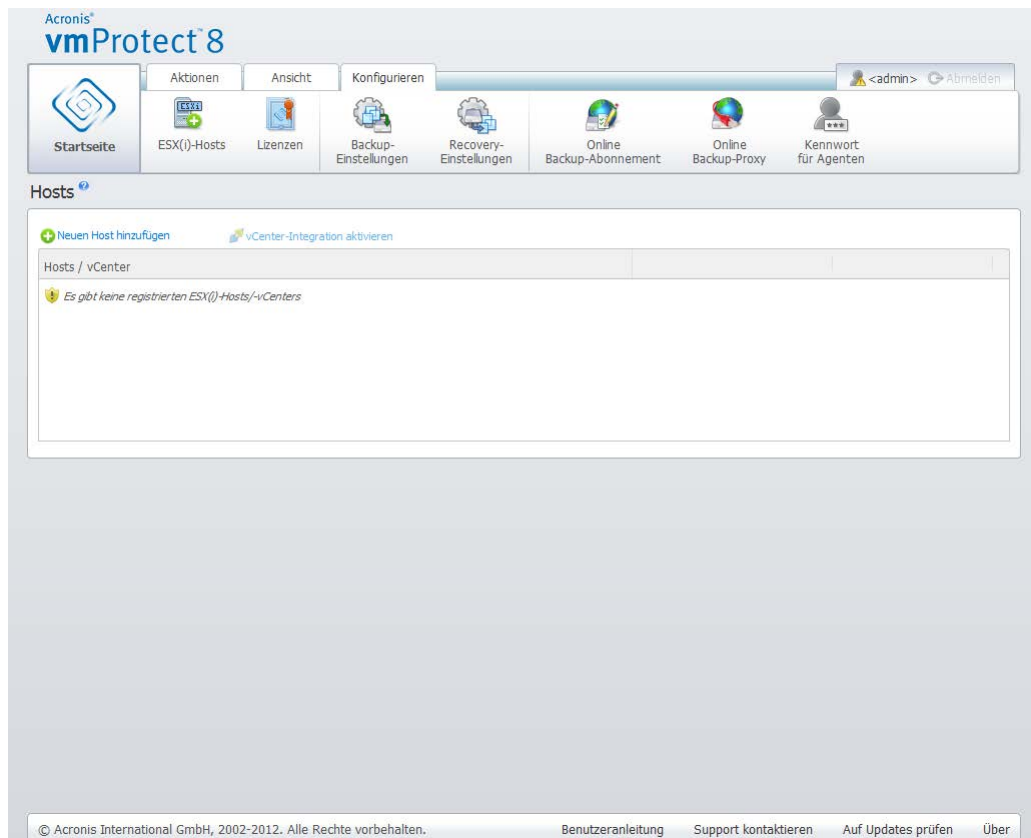 Acronis®
vmProtect™8
Aktionen Ansicht Konfigurieren <admin> Abmelden
Startseite
ESXi
ESX(i)-Hosts
Lizenzen
Backup-
Einstellungen
Recovery-
Einstellungen
Online
Backup-Abonnement
Online
Backup-Proxy
Kennwort
für Agenten
Hosts
Neuen Host hinzufügen vCenter-Integration aktivieren
Hosts / vCenter
Es gibt keine registrierten ESX(i)-Hosts/-vCenters
© Acronis International GmbH, 2002-2012. Alle Rechte vorbehalten. Benutzeranleitung Support kontaktieren Auf Updates prüfen Über